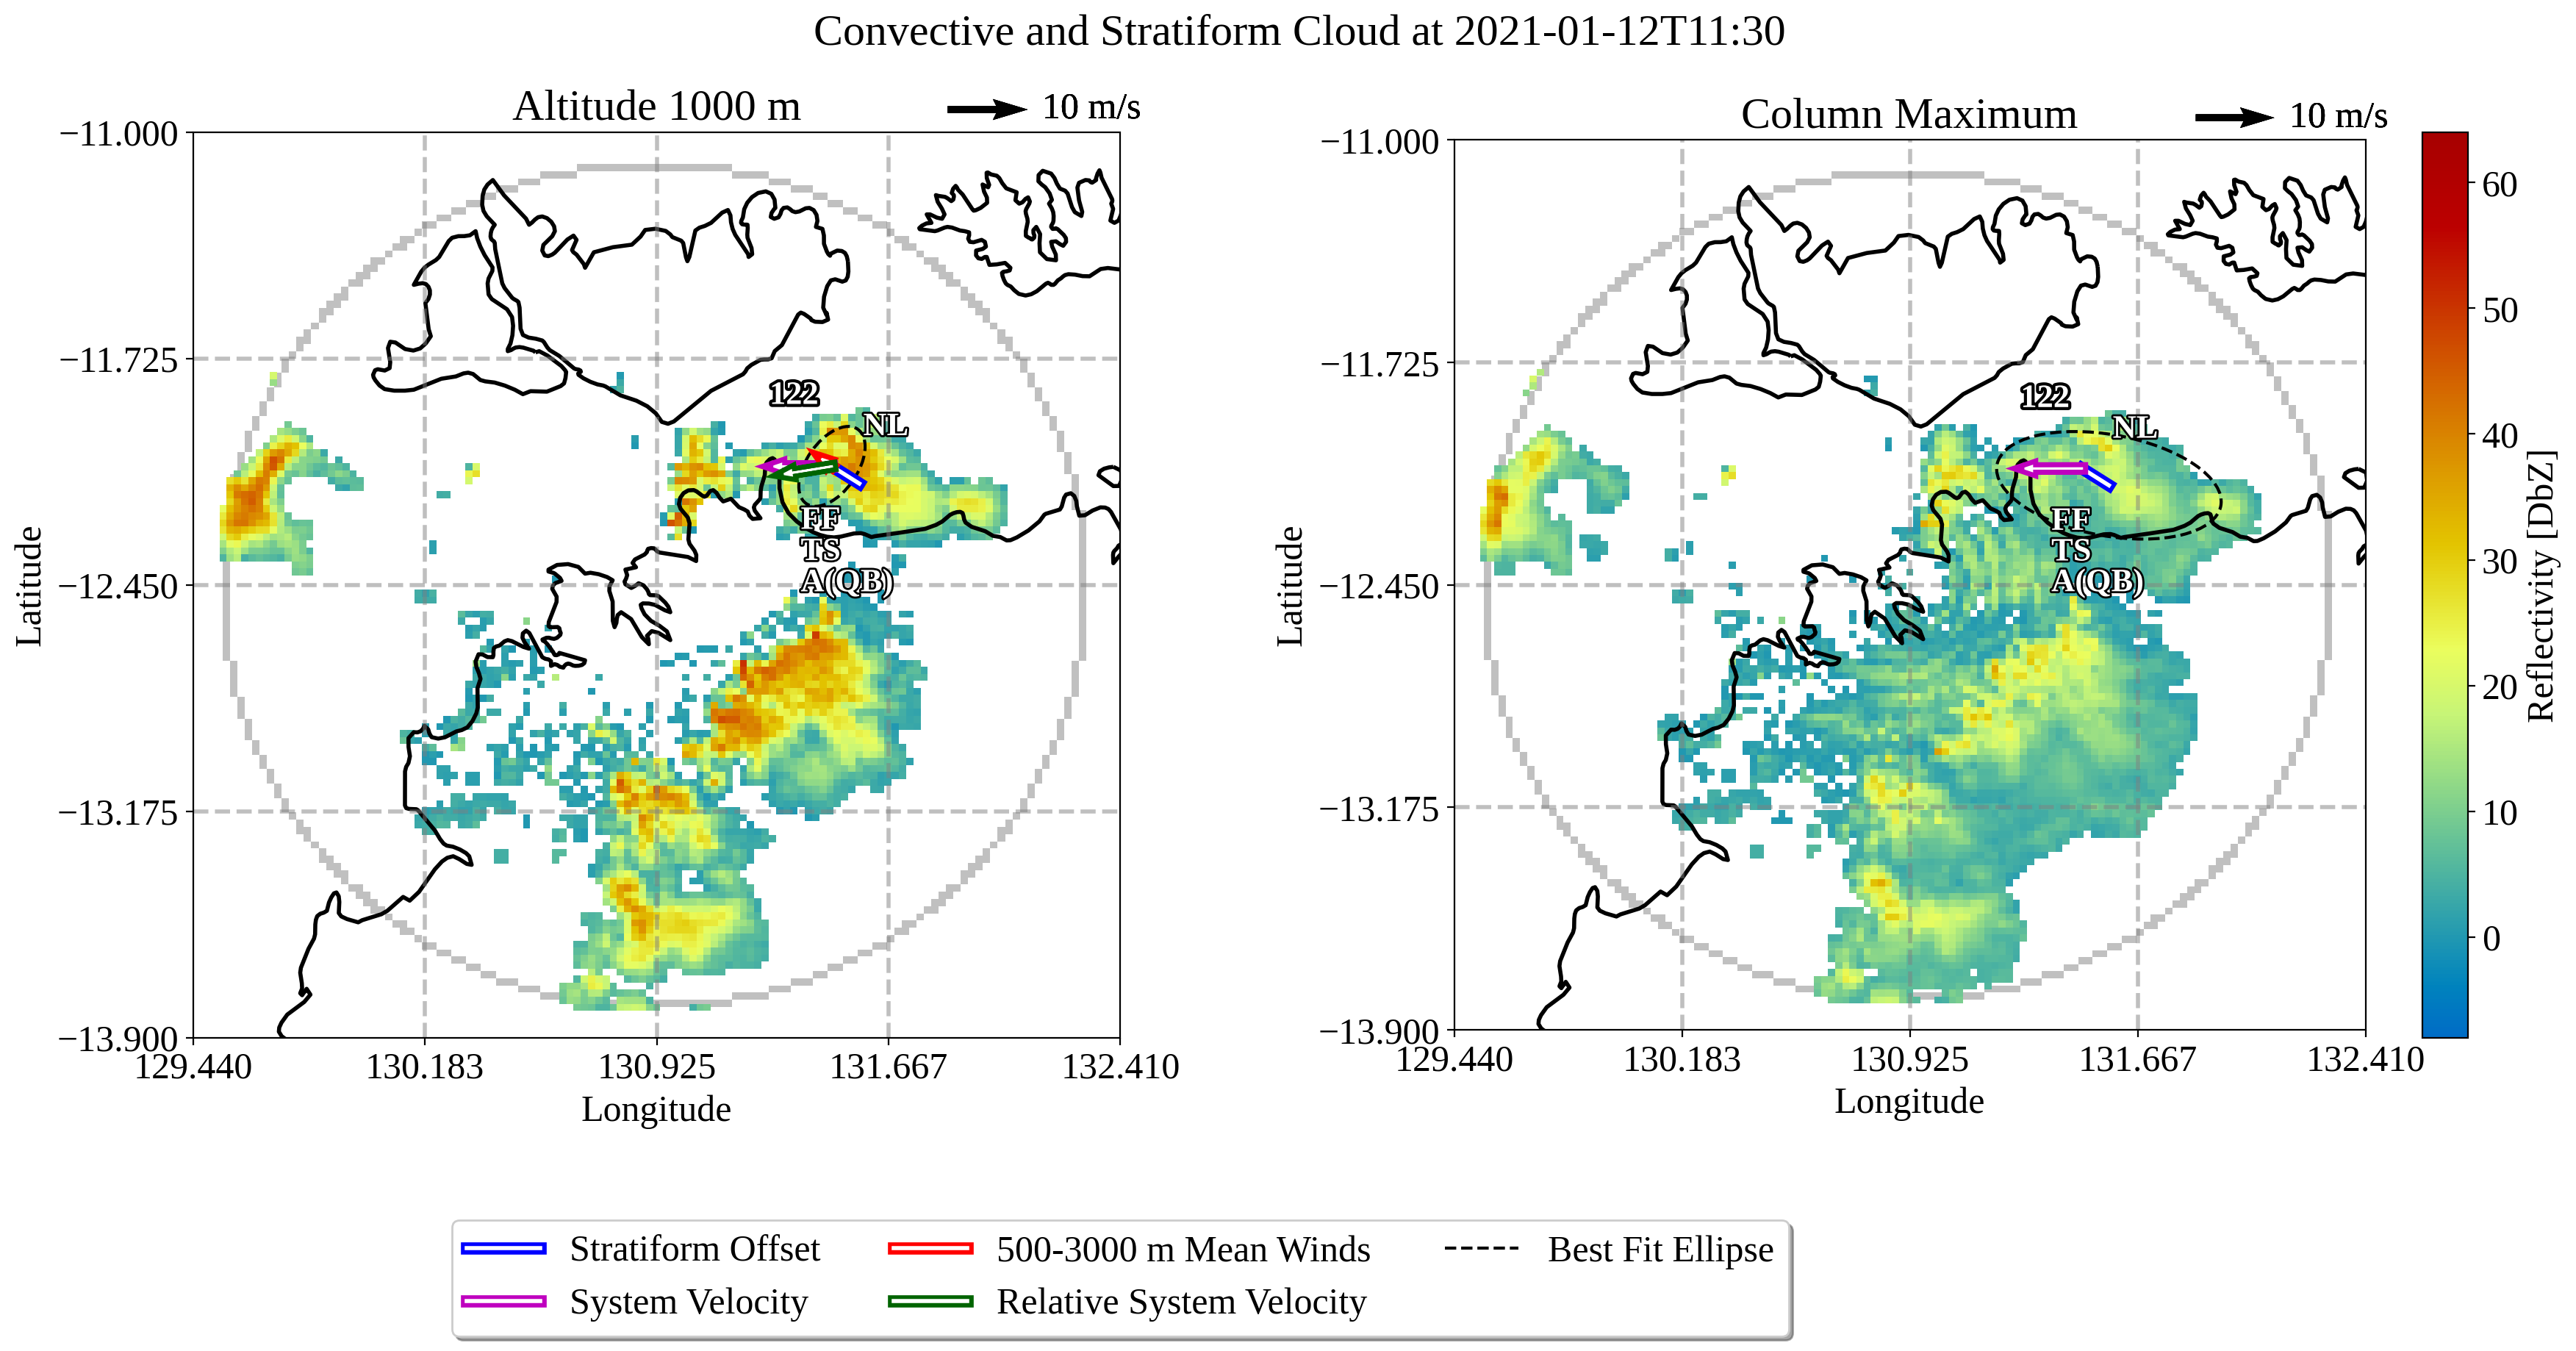 Convective and Stratiform Cloud at 2021-01-12T11:30
Altitude 1000 m
10 m/s
−11.000
−11.725
−12.450
−13.175
−13.900
Latitude
129.440
130.183
130.925
131.667
132.410
Longitude
122
NL
FF
TS
A(QB)
Column Maximum
10 m/s
−11.000
−11.725
−12.450
−13.175
−13.900
Latitude
129.440
130.183
130.925
131.667
132.410
Longitude
122
NL
FF
TS
A(QB)
60
50
40
30
20
10
0
Reflectivity [DbZ]
Stratiform Offset
System Velocity
500-3000 m Mean Winds
Relative System Velocity
Best Fit Ellipse